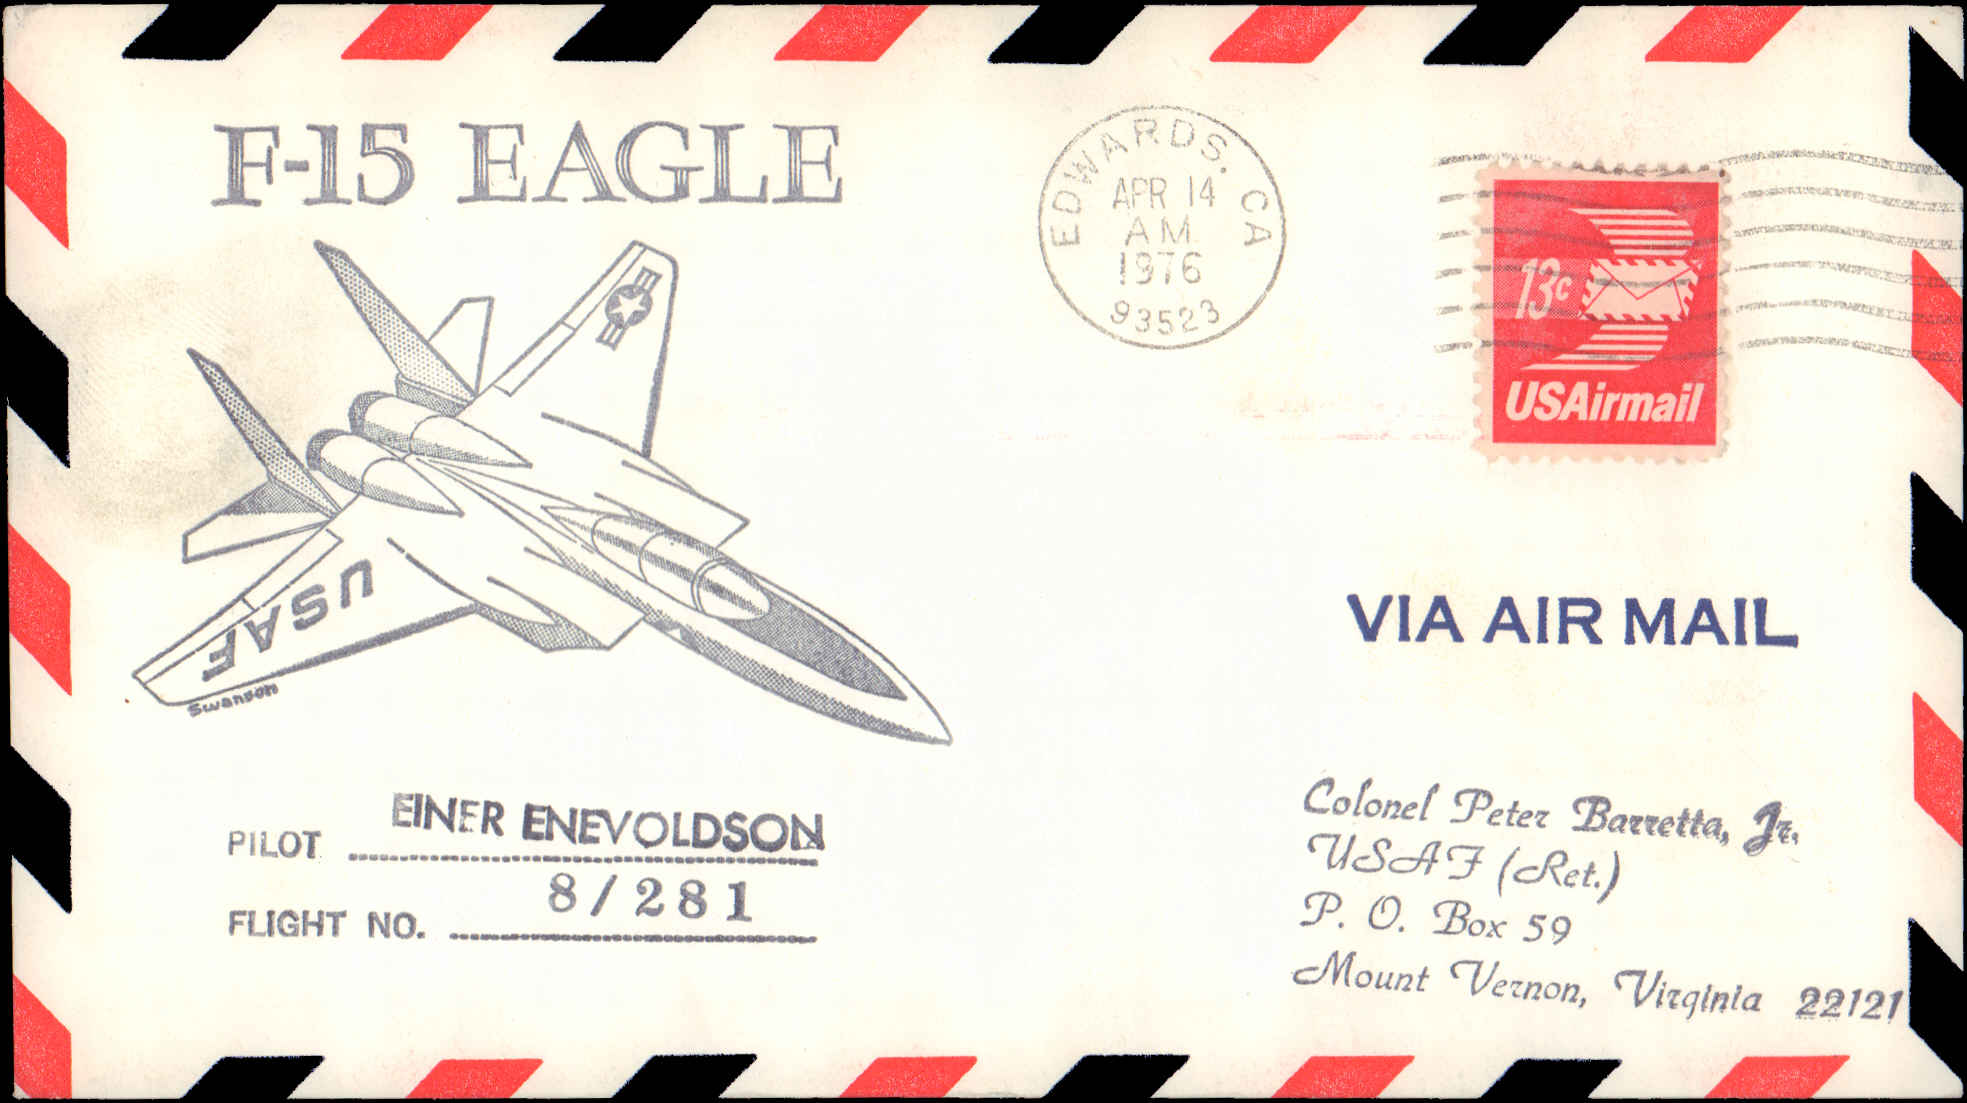 F-15 EAGLE
EDWARDS. CA
APR 14
AM
1976
93523
13c
USAirmail
USAF
Swanson
VIA AIR MAIL
PILOT EINER ENEVOLDSON
FLIGHT NO. 8/281
Colonel Peter Barretta, Jr.
USAF (Ret.)
P. O. Box 59
Mount Vernon, Virginia 22121